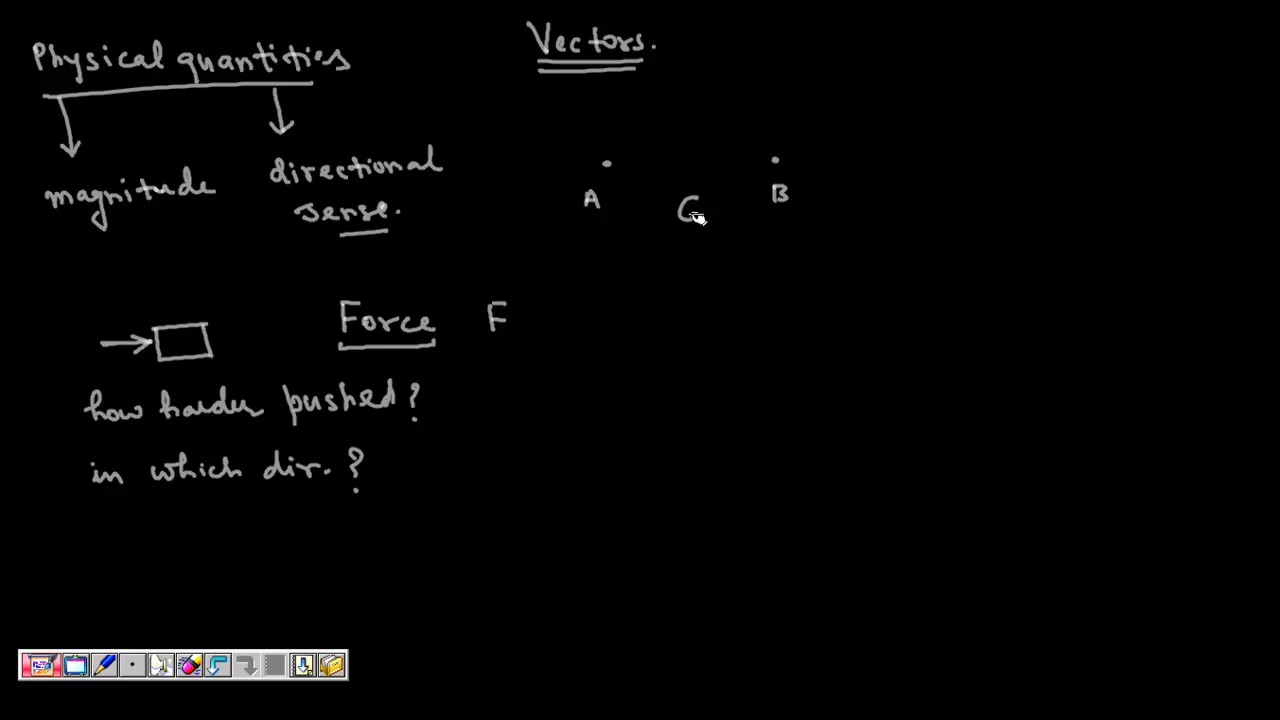 Physical quantities
Vectors.
magnitude
directional
sense.
A
B
C
Force F
how harder pushed?
in which dir. ?